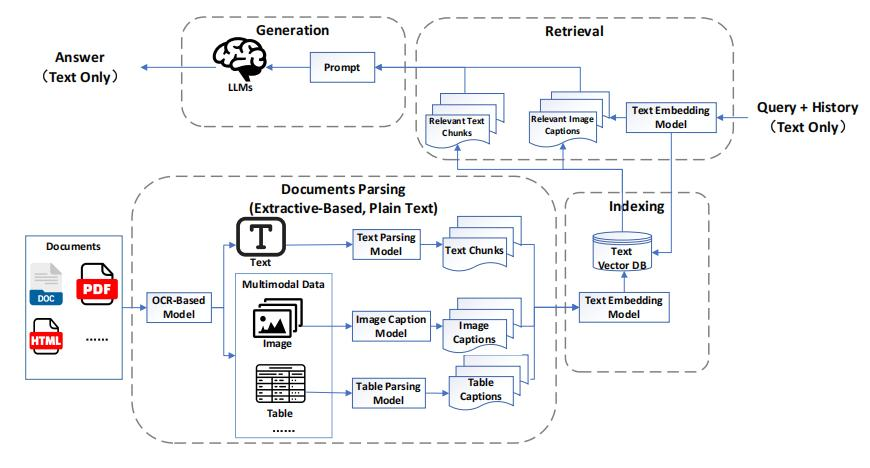 Generation
Retrieval
Answer
（Text Only）
LLMs
Prompt
Relevant Text
Chunks
Relevant Image
Captions
Text Embedding
Model
Query + History
（Text Only）
Documents Parsing
(Extractive-Based, Plain Text)
Indexing
Documents
DOC
PDF
HTML
......
OCR-Based
Model
T
Text
Text Parsing
Model
Text Chunks
Multimodal Data
Image
Image Caption
Model
Image
Captions
Table
......
Table Parsing
Model
Table
Captions
Text
Vector DB
Text Embedding
Model